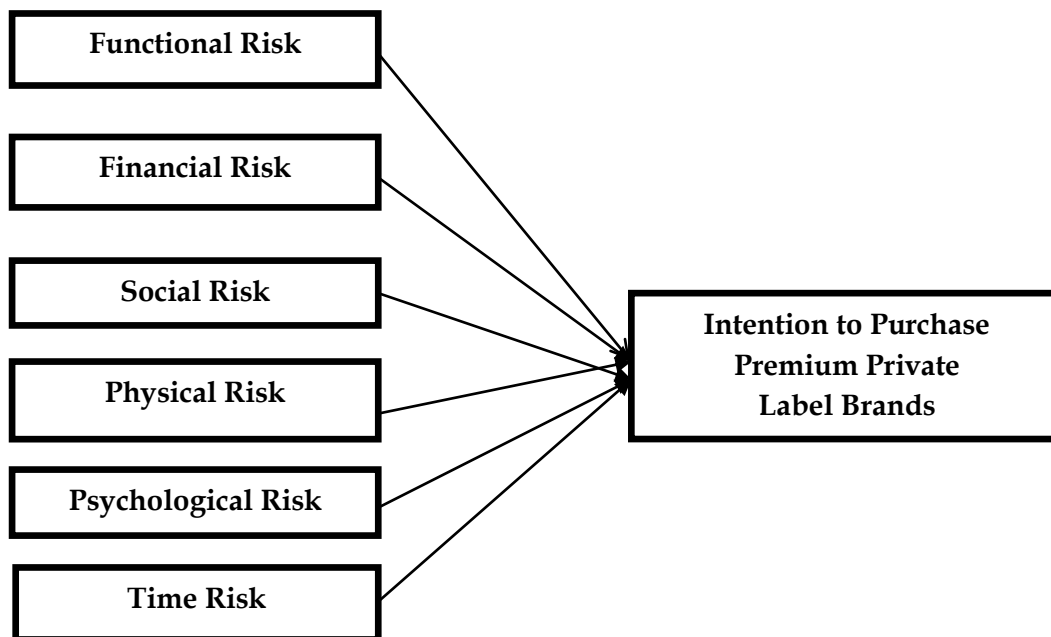 Functional Risk
Financial Risk
Social Risk
Physical Risk
Psychological Risk
Time Risk
Intention to Purchase
Premium Private
Label Brands